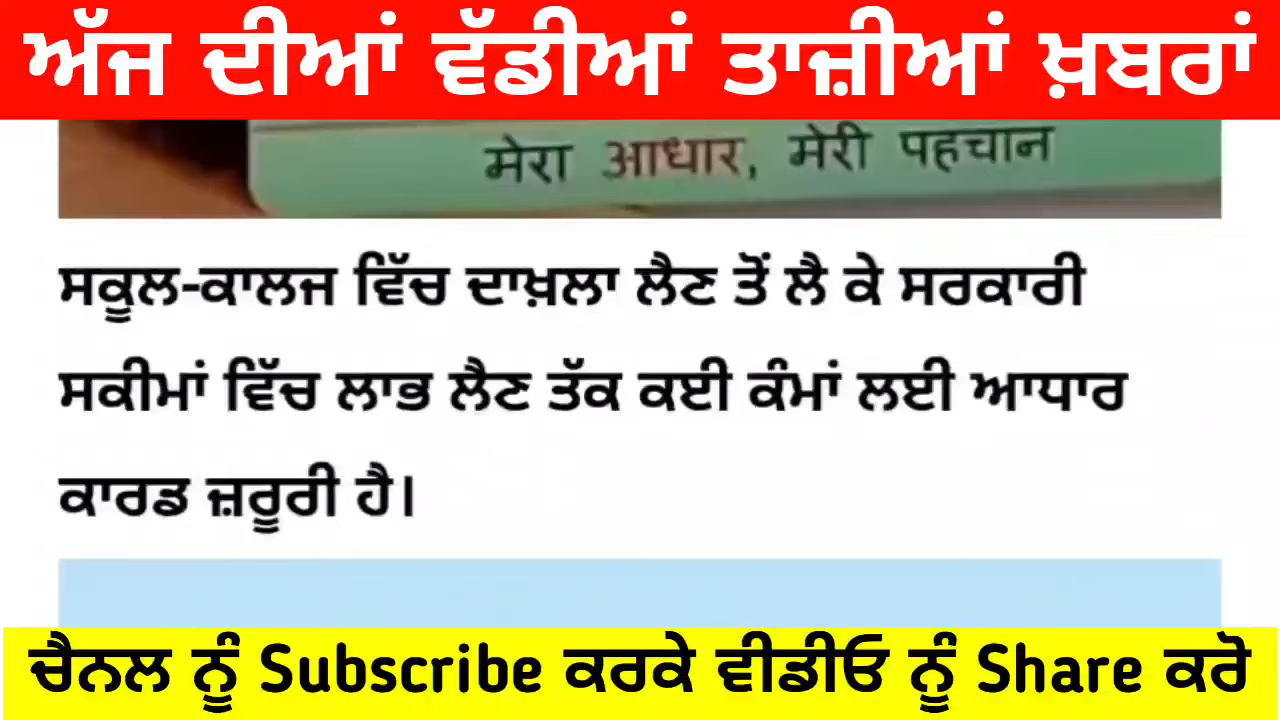 ਅੱਜ ਦੀਆਂ ਵੱਡੀਆਂ ਤਾਜ਼ੀਆਂ ਖ਼ਬਰਾਂ
मेरा आधार, मेरी पहचान
ਸਕੂਲ-ਕਾਲਜ ਵਿੱਚ ਦਾਖ਼ਲਾ ਲੈਣ ਤੋਂ ਲੈ ਕੇ ਸਰਕਾਰੀ
ਸਕੀਮਾਂ ਵਿੱਚ ਲਾਭ ਲੈਣ ਤੱਕ ਕਈ ਕੰਮਾਂ ਲਈ ਆਧਾਰ
ਕਾਰਡ ਜ਼ਰੂਰੀ ਹੈ।
ਚੈਨਲ ਨੂੰ Subscribe ਕਰਕੇ ਵੀਡੀਓ ਨੂੰ Share ਕਰੋ